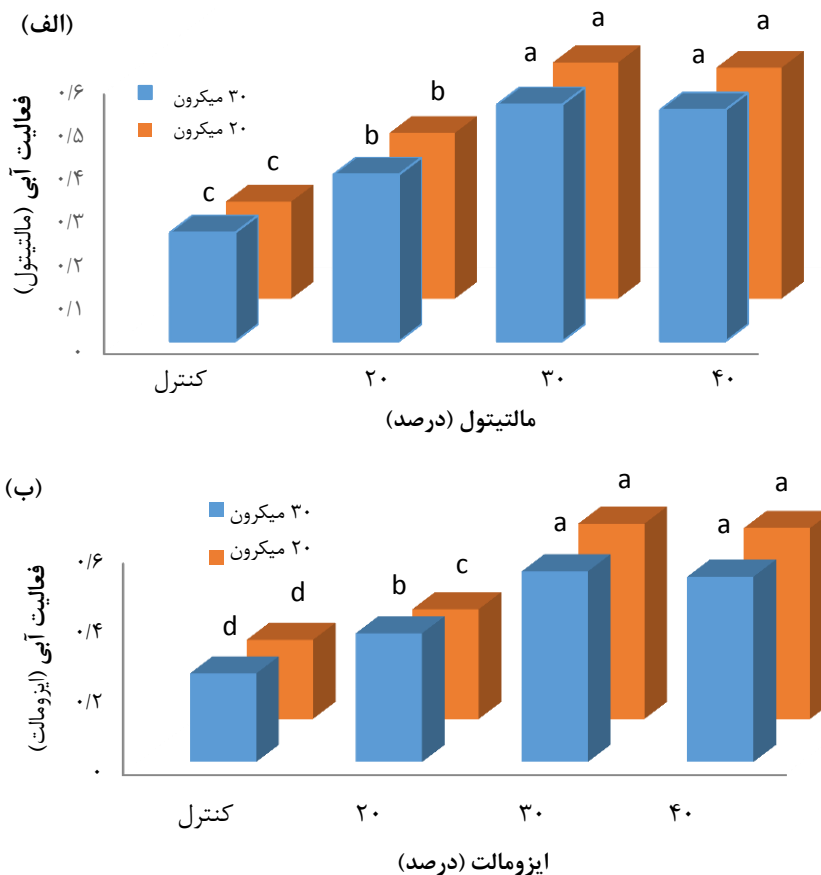 (الف)
۳۰ میکرون
۲۰ میکرون
فعالیت آبی (مالتیتول)
۰/۶
۰/۵
۰/۴
۰/۳
۰/۲
۰/۱
۰
c c b b a a a a
کنترل ۲۰ ۳۰ ۴۰
مالتیتول (درصد)
(ب)
۳۰ میکرون
۲۰ میکرون
فعالیت آبی (ایزومالت)
۰/۶
۰/۴
۰/۲
۰
d d b c a a a a
کنترل ۲۰ ۳۰ ۴۰
ایزومالت (درصد)